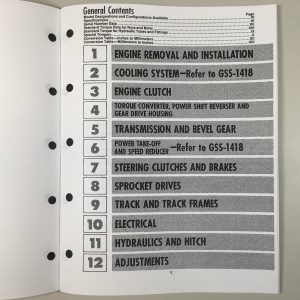 General Contents
Page
Model Designations and Configurations Available
Specifications
Serial Number Data
Standard Torque Data for Nuts and Bolts
Standard Torque for Hydraulic Tubes and Fittings
Special Torques
Conversion Table—Inches to Millimeters
Conversion Table—Millimeters to Inches
1 ENGINE REMOVAL AND INSTALLATION
2 COOLING SYSTEM—Refer to GSS-1418
3 ENGINE CLUTCH
4 TORQUE CONVERTER, POWER SHIFT REVERSER and
GEAR DRIVE HOUSING
5 TRANSMISSION AND BEVEL GEAR
6 POWER TAKE-OFF
AND SPEED REDUCER —Refer to GSS-1418
7 STEERING CLUTCHES AND BRAKES
8 SPROCKET DRIVES
9 TRACK AND TRACK FRAMES
10 ELECTRICAL
11 HYDRAULICS AND HITCH
12 ADJUSTMENTS
V